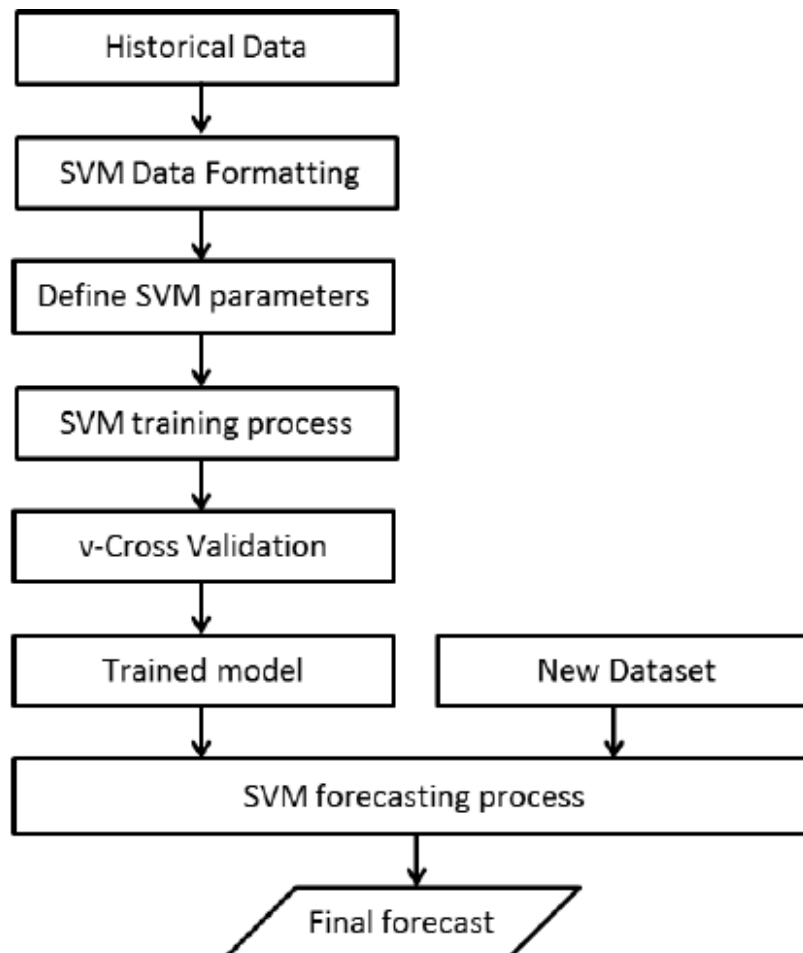 Historical Data
SVM Data Formatting
Define SVM parameters
SVM training process
ν-Cross Validation
Trained model
New Dataset
SVM forecasting process
Final forecast